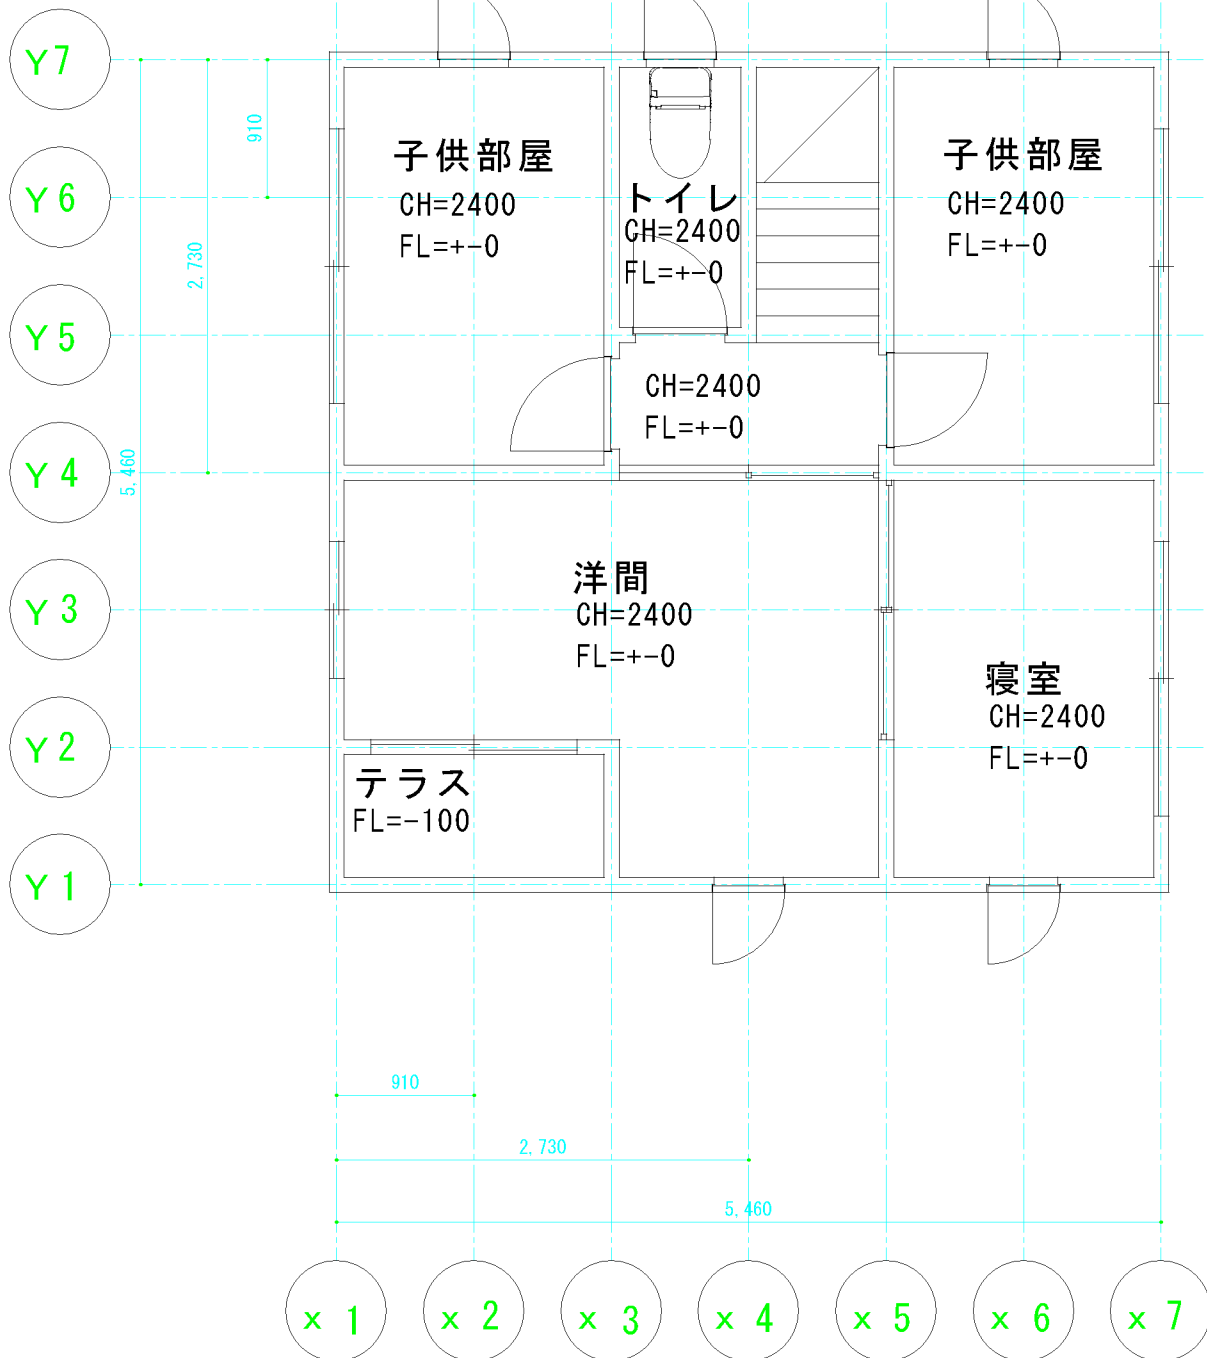 Y7
910
子供部屋
CH=2400
FL=+-0
トイレ
CH=2400
FL=+-0
子供部屋
CH=2400
FL=+-0
Y6
2,730
Y5
CH=2400
FL=+-0
Y4
5,460
洋間
CH=2400
FL=+-0
Y3
寝室
CH=2400
FL=+-0
Y2
テラス
FL=-100
Y1
910
2,730
5,460
x 1
x 2
x 3
x 4
x 5
x 6
x 7